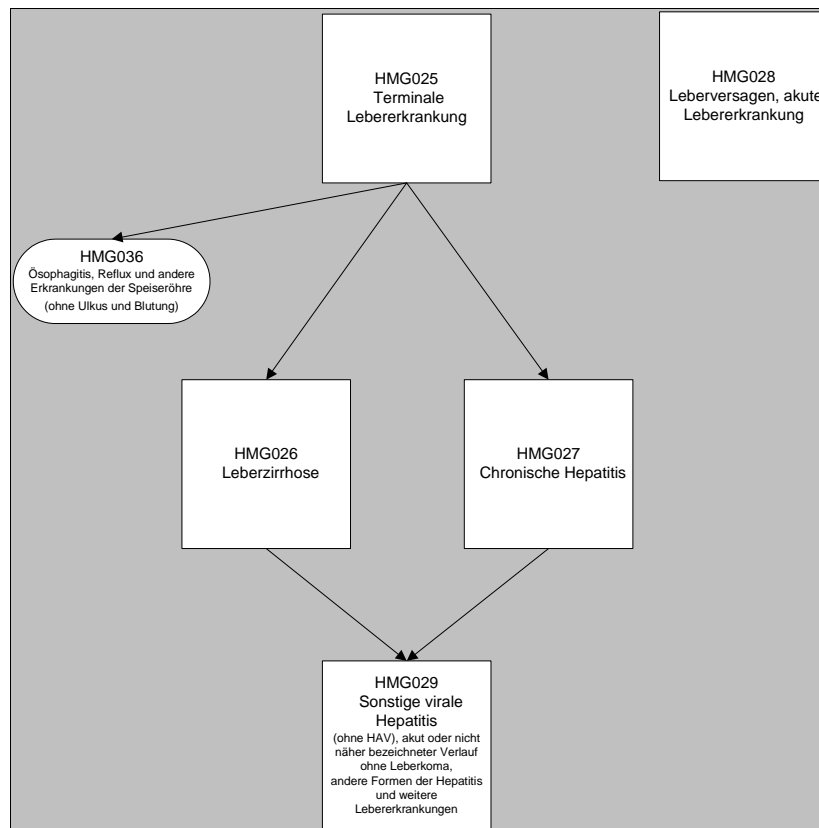 HMG025
Terminale
Lebererkrankung
HMG028
Leberversagen, akute
Lebererkrankung
HMG036
Ösophagitis, Reflux und andere
Erkrankungen der Speiseröhre
(ohne Ulkus und Blutung)
HMG026
Leberzirrhose
HMG027
Chronische Hepatitis
HMG029
Sonstige virale
Hepatitis
(ohne HAV), akut oder nicht
näher bezeichneter Verlauf
ohne Leberkoma,
andere Formen der Hepatitis
und weitere
Lebererkrankungen